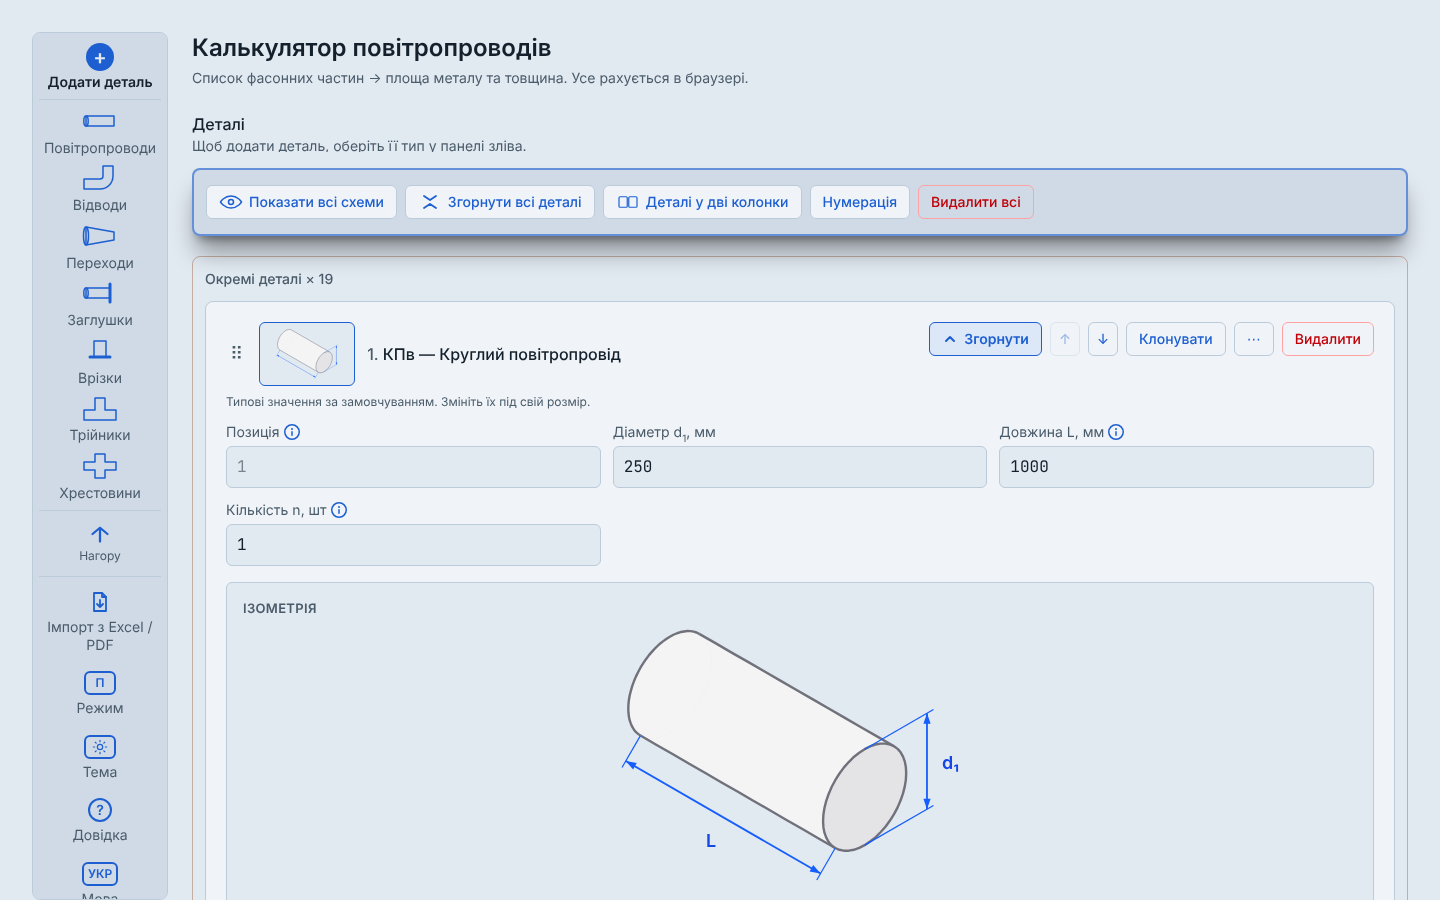 Додати деталь
Повітропроводи
Відводи
Переходи
Заглушки
Врізки
Трійники
Хрестовини
Нагору
Імпорт з Excel /
PDF
П
Режим
Тема
?
Довідка
УКР
Мова
Калькулятор повітропроводів
Список фасонних частин → площа металу та товщина. Усе рахується в браузері.
Деталі
Щоб додати деталь, оберіть її тип у панелі зліва.
Показати всі схеми
Згорнути всі деталі
Деталі у дві колонки
Нумерація
Видалити всі
Окремі деталі × 19
1. КПв — Круглий повітропровід
Згорнути
↑
↓
Клонувати
···
Видалити
Типові значення за замовчуванням. Змініть їх під свій розмір.
Позиція
Діаметр d₁, мм
Довжина L, мм
1
250
1000
Кількість n, шт
1
ІЗОМЕТРІЯ
d₁
L